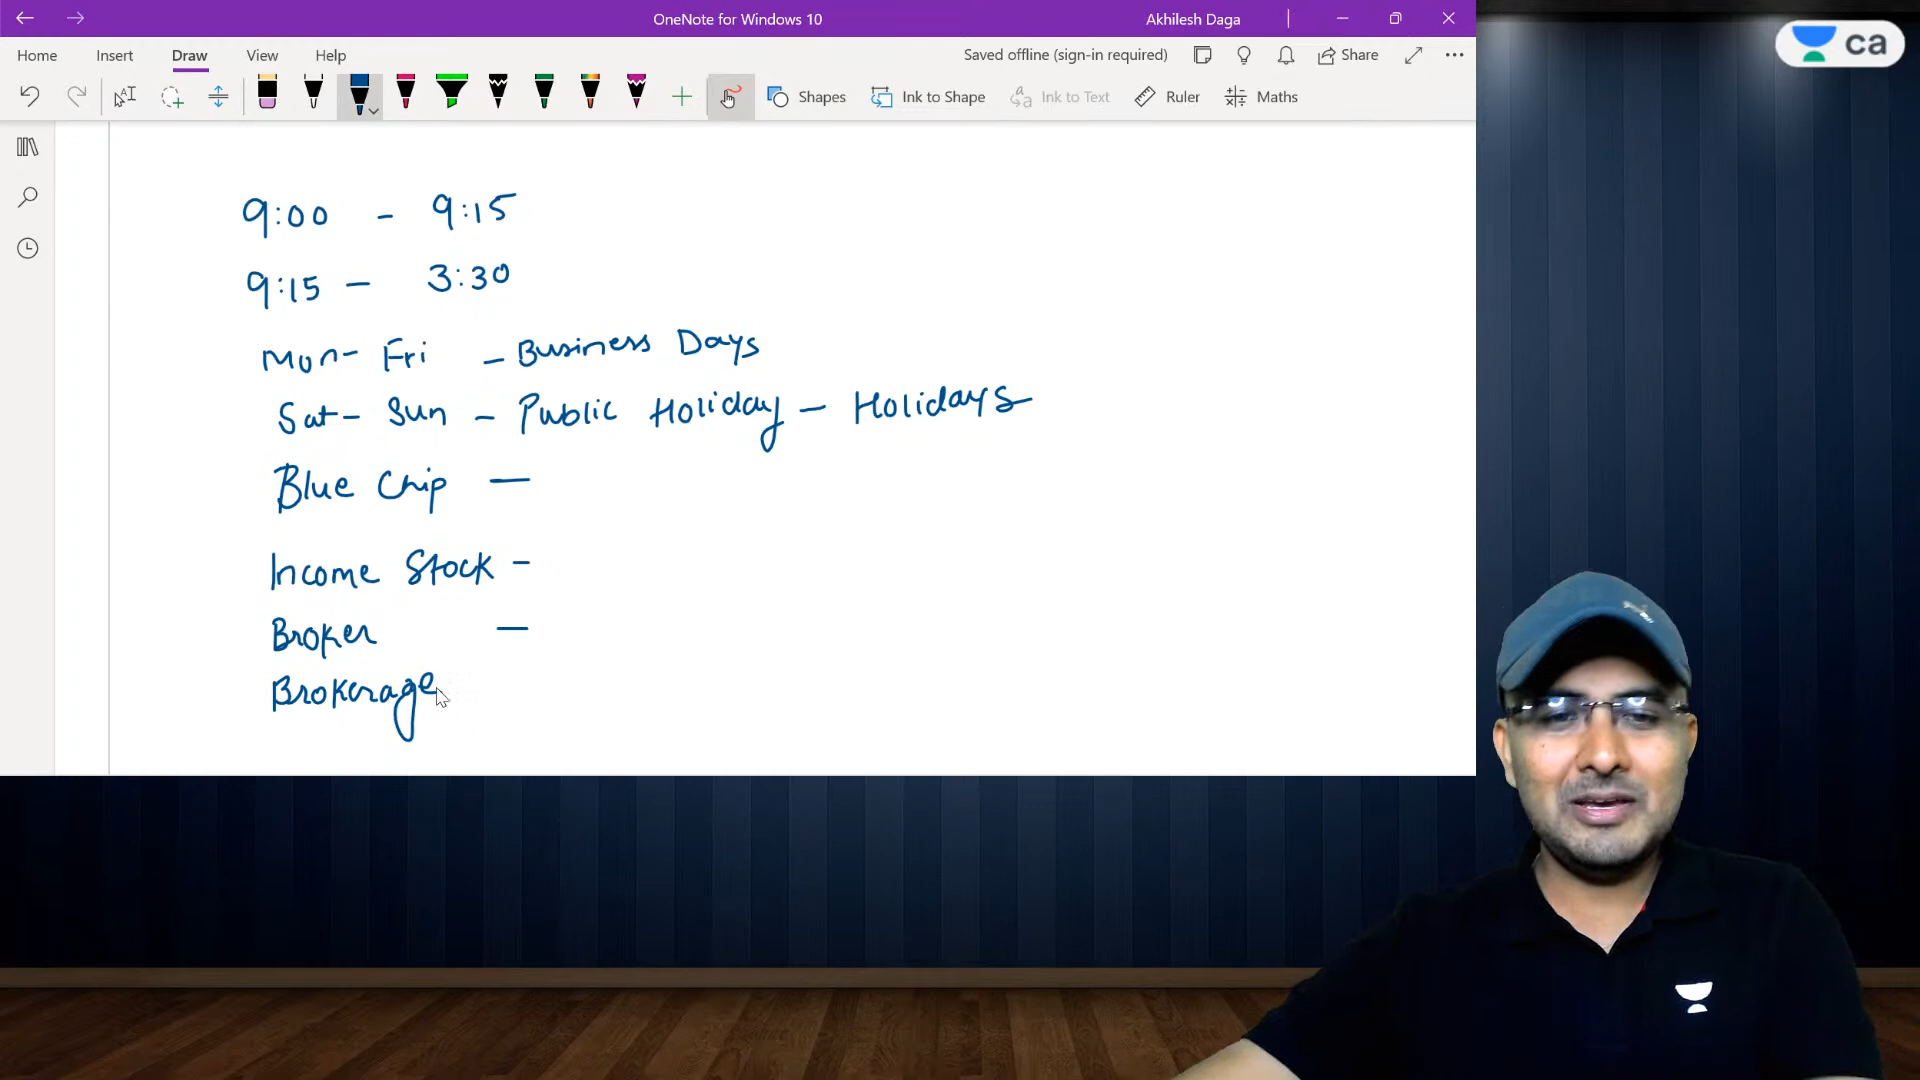 OneNote for Windows 10
Akhilesh Daga
Home Insert Draw View Help
Saved offline (sign-in required)
Share
Shapes
Ink to Shape
Ink to Text
Ruler
Maths
ca
9:00 - 9:15
9:15 - 3:30
Mon- Fri - Business Days
Sat- Sun - Public Holiday - Holidays
Blue Chip -
Income Stock -
Broker -
Brokerage